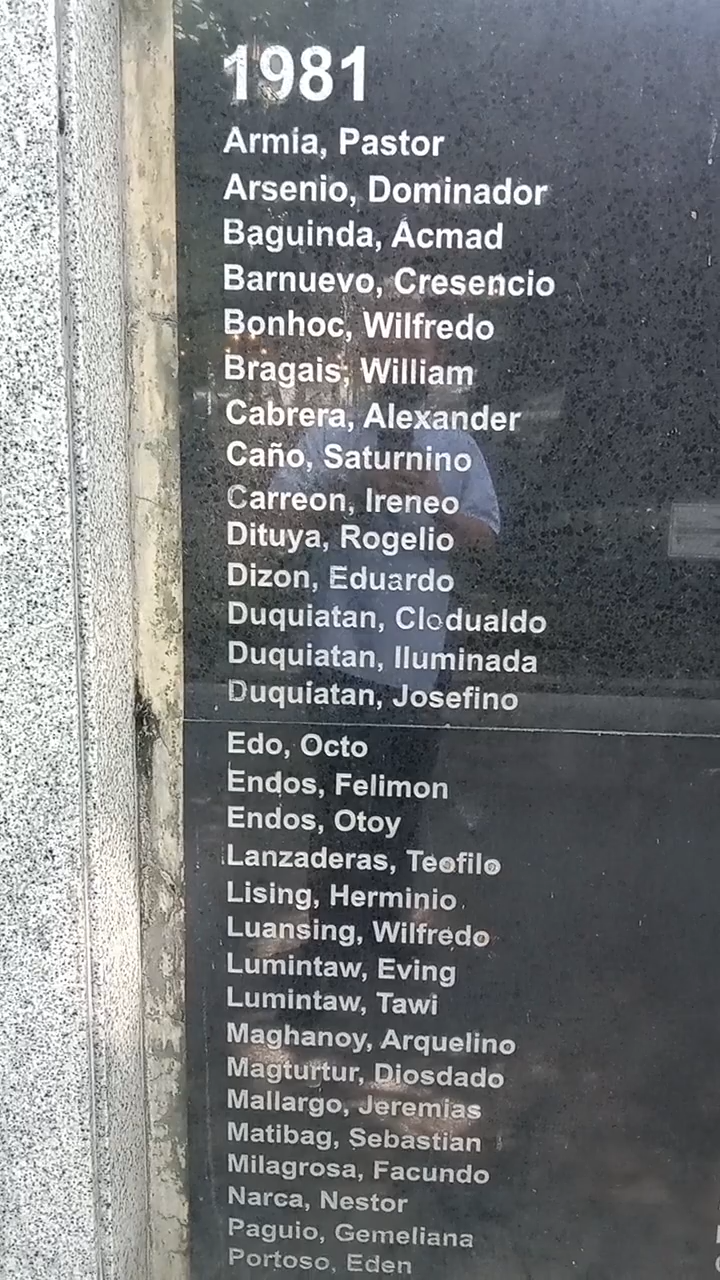 1981
Armia, Pastor
Arsenio, Dominador
Baguinda, Acmad
Barnuevo, Cresencio
Bonhoc, Wilfredo
Bragais, William
Cabrera, Alexander
Caño, Saturnino
Carreon, Ireneo
Dituya, Rogelio
Dizon, Eduardo
Duquiatan, Clodualdo
Duquiatan, Iluminada
Duquiatan, Josefino
Edo, Octo
Endos, Felimon
Endos, Otoy
Lanzaderas, Teofilo
Lising, Herminio
Luansing, Wilfredo
Lumintaw, Eving
Lumintaw, Tawi
Maghanoy, Arquelino
Magturtur, Diosdado
Mallargo, Jeremias
Matibag, Sebastian
Milagrosa, Facundo
Narca, Nestor
Paguio, Gemeliana
Portoso, Eden